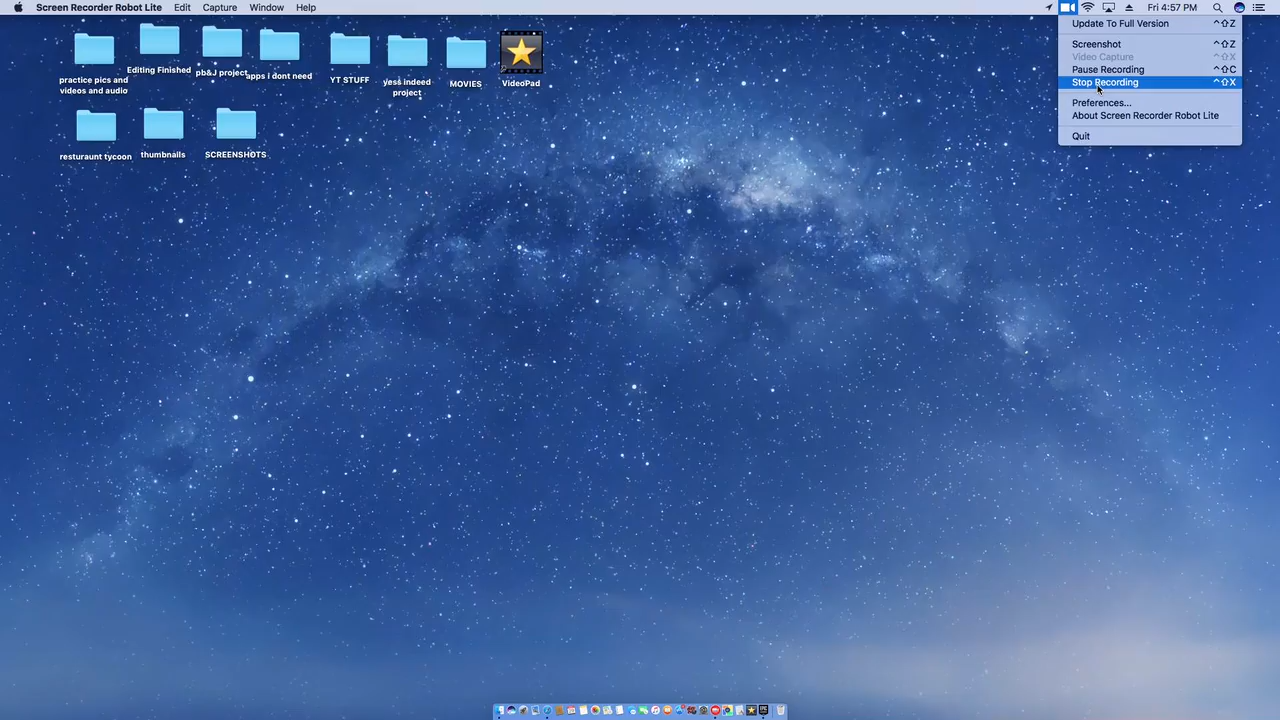 Screen Recorder Robot Lite Edit Capture Window Help Fri 4:57 PM
Update To Full Version ^⇧Z
Screenshot ^⇧Z
Video Capture ^⇧X
Pause Recording ^⇧C
Stop Recording ^⇧X
Preferences...
About Screen Recorder Robot Lite
Quit
practice pics and
videos and audio
Editing Finished
pb&J project
apps i dont need
YT STUFF
yess indeed
project
MOVIES
VideoPad
resturaunt tycoon
thumbnails
SCREENSHOTS